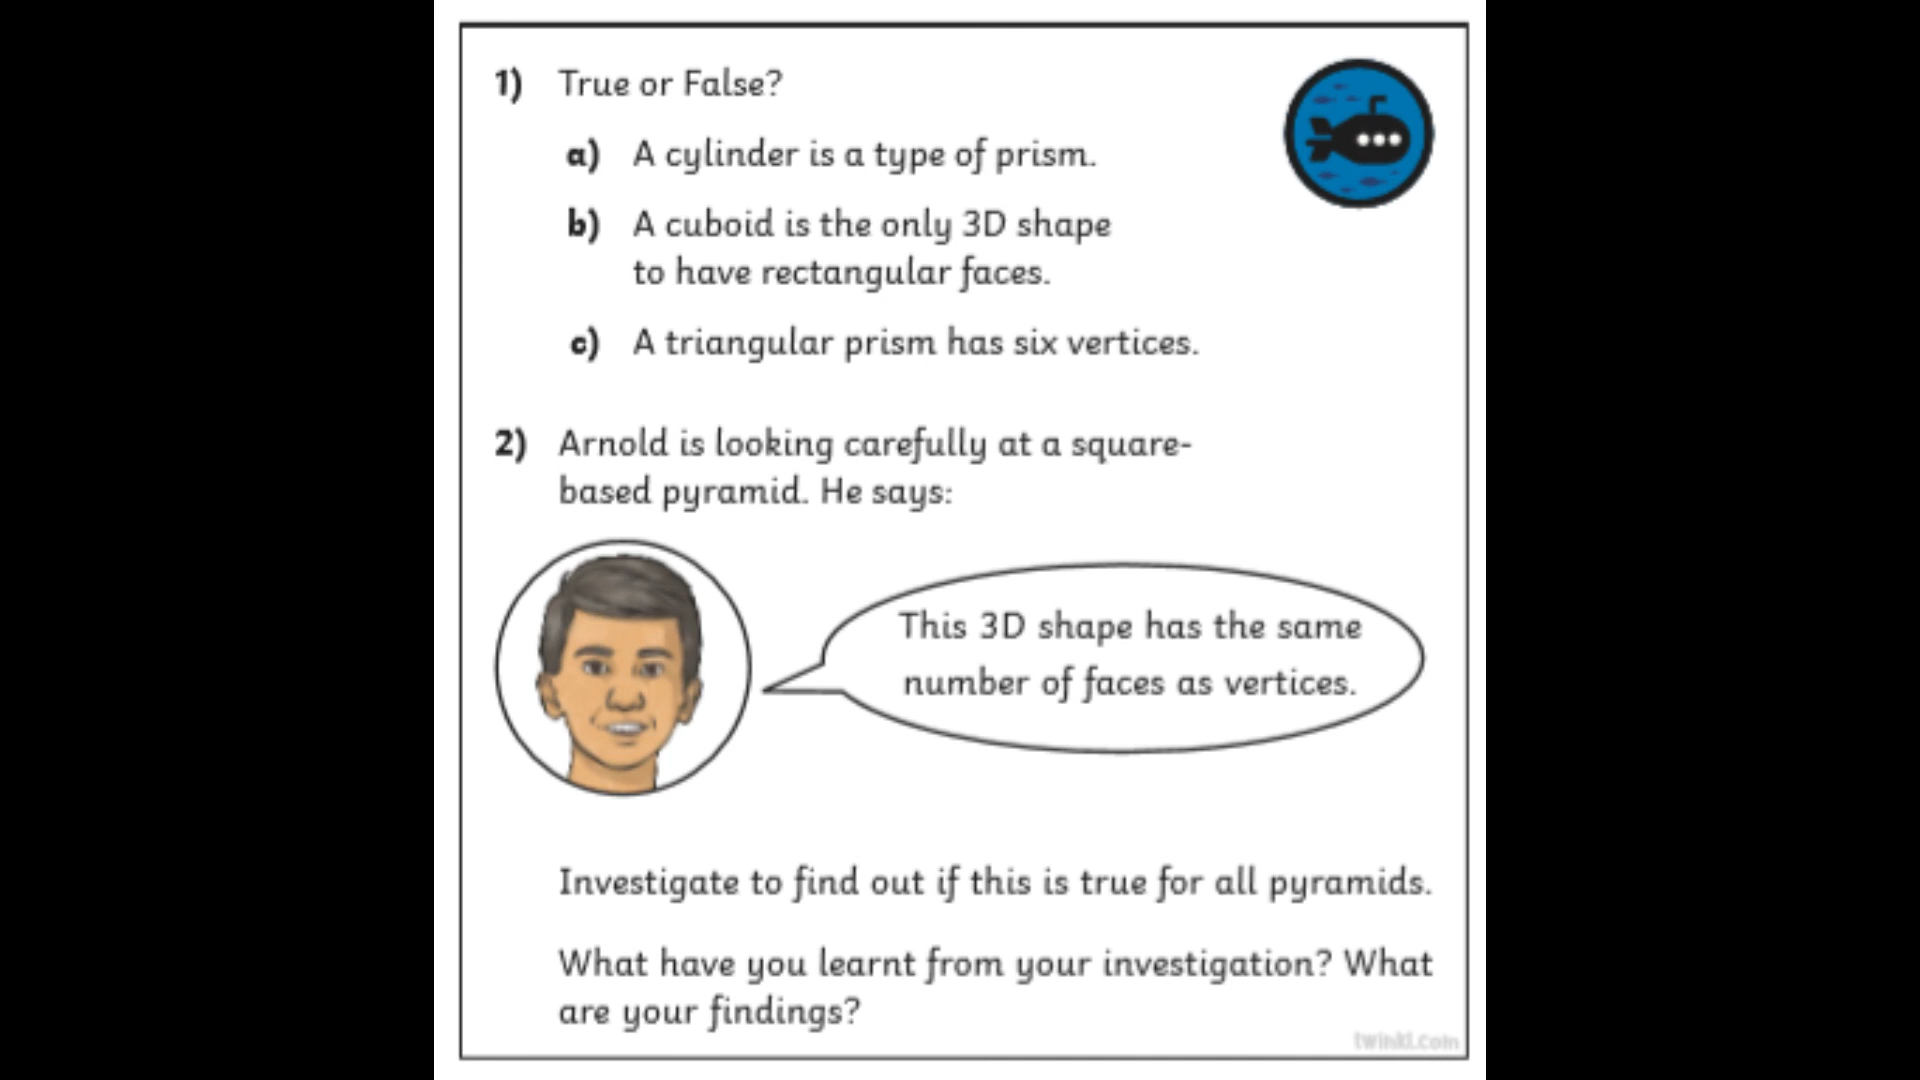 1) True or False?
a) A cylinder is a type of prism.
b) A cuboid is the only 3D shape
to have rectangular faces.
c) A triangular prism has six vertices.
2) Arnold is looking carefully at a square-
based pyramid. He says:
This 3D shape has the same
number of faces as vertices.
Investigate to find out if this is true for all pyramids.
What have you learnt from your investigation? What
are your findings?
twinkl.com